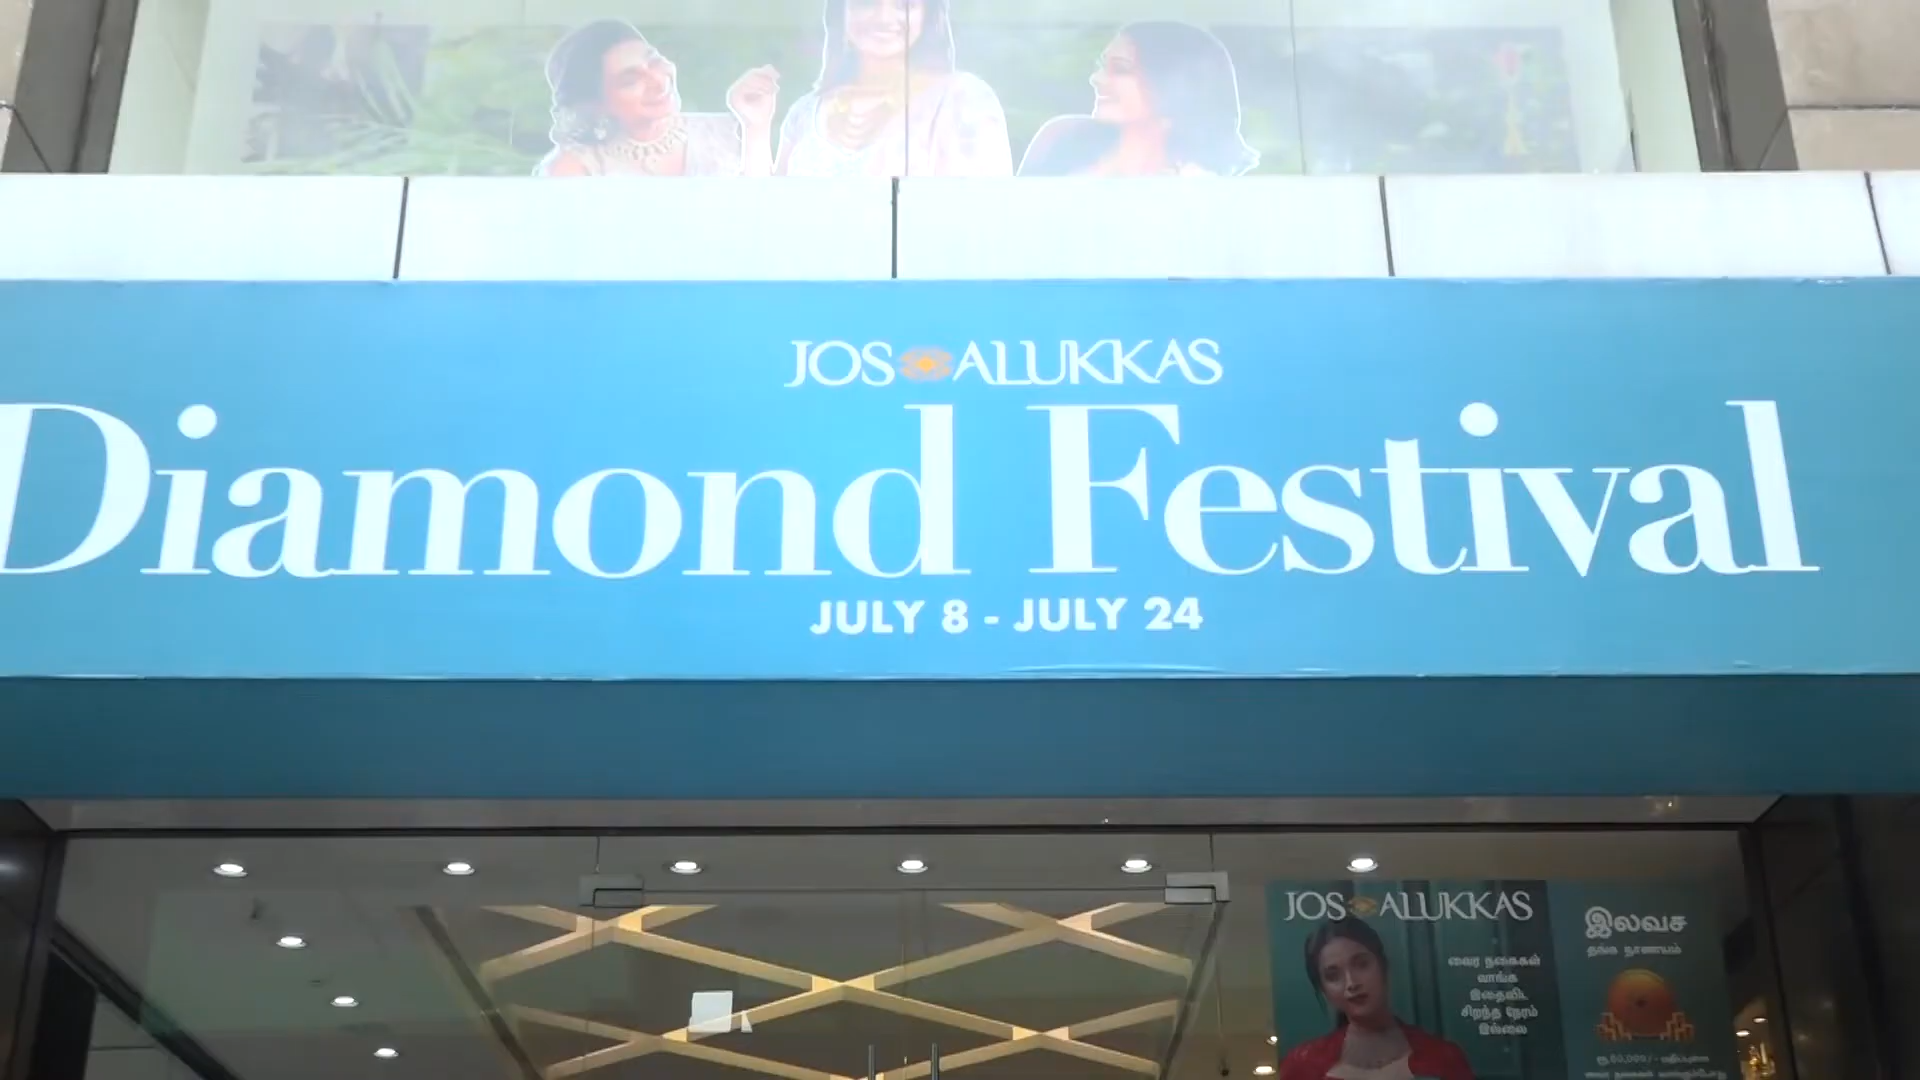 JOS ALUKKAS
Diamond Festival
JULY 8 - JULY 24
JOS ALUKKAS
வைர நகைகள்
வாங்க
இதைவிட
சிறந்த நேரம்
இல்லை
இலவச
தங்க நாணயம்